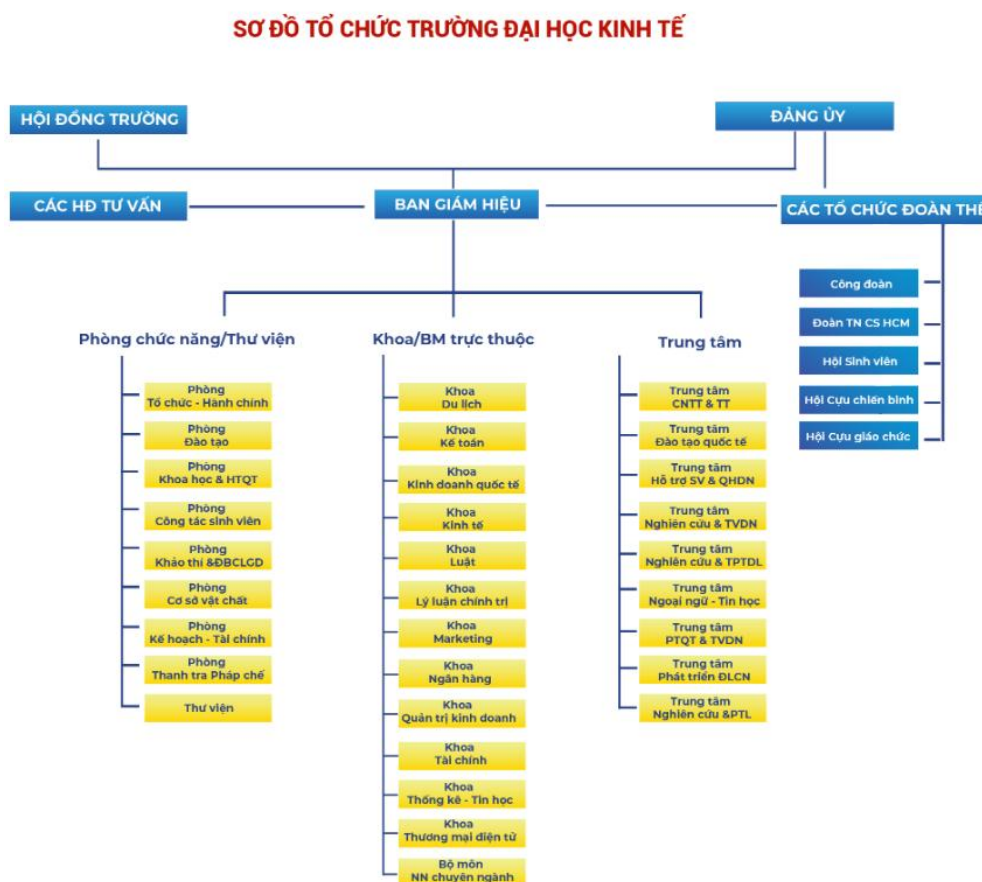 SƠ ĐỒ TỔ CHỨC TRƯỜNG ĐẠI HỌC KINH TẾ
HỘI ĐỒNG TRƯỜNG
ĐẢNG ỦY
CÁC HĐ TƯ VẤN
BAN GIÁM HIỆU
CÁC TỔ CHỨC ĐOÀN THỂ
Công đoàn
Đoàn TN CS HCM
Hội Sinh viên
Hội Cựu chiến binh
Hội Cựu giáo chức
Phòng chức năng/Thư viện
Phòng
Tổ chức - Hành chính
Phòng
Đào tạo
Phòng
Khoa học & HTQT
Phòng
Công tác sinh viên
Phòng
Khảo thí &ĐBCLGD
Phòng
Cơ sở vật chất
Phòng
Kế hoạch - Tài chính
Phòng
Thanh tra Pháp chế
Thư viện
Khoa/BM trực thuộc
Khoa
Du lịch
Khoa
Kế toán
Khoa
Kinh doanh quốc tế
Khoa
Kinh tế
Khoa
Luật
Khoa
Lý luận chính trị
Khoa
Marketing
Khoa
Ngân hàng
Khoa
Quản trị kinh doanh
Khoa
Tài chính
Khoa
Thống kê - Tin học
Khoa
Thương mại điện tử
Bộ môn
NN chuyên ngành
Trung tâm
Trung tâm
CNTT & TT
Trung tâm
Đào tạo quốc tế
Trung tâm
Hỗ trợ SV & QHDN
Trung tâm
Nghiên cứu & TVDN
Trung tâm
Nghiên cứu & TPTDL
Trung tâm
Ngoại ngữ - Tin học
Trung tâm
PTQT & TVDN
Trung tâm
Phát triển ĐLCN
Trung tâm
Nghiên cứu &PTL